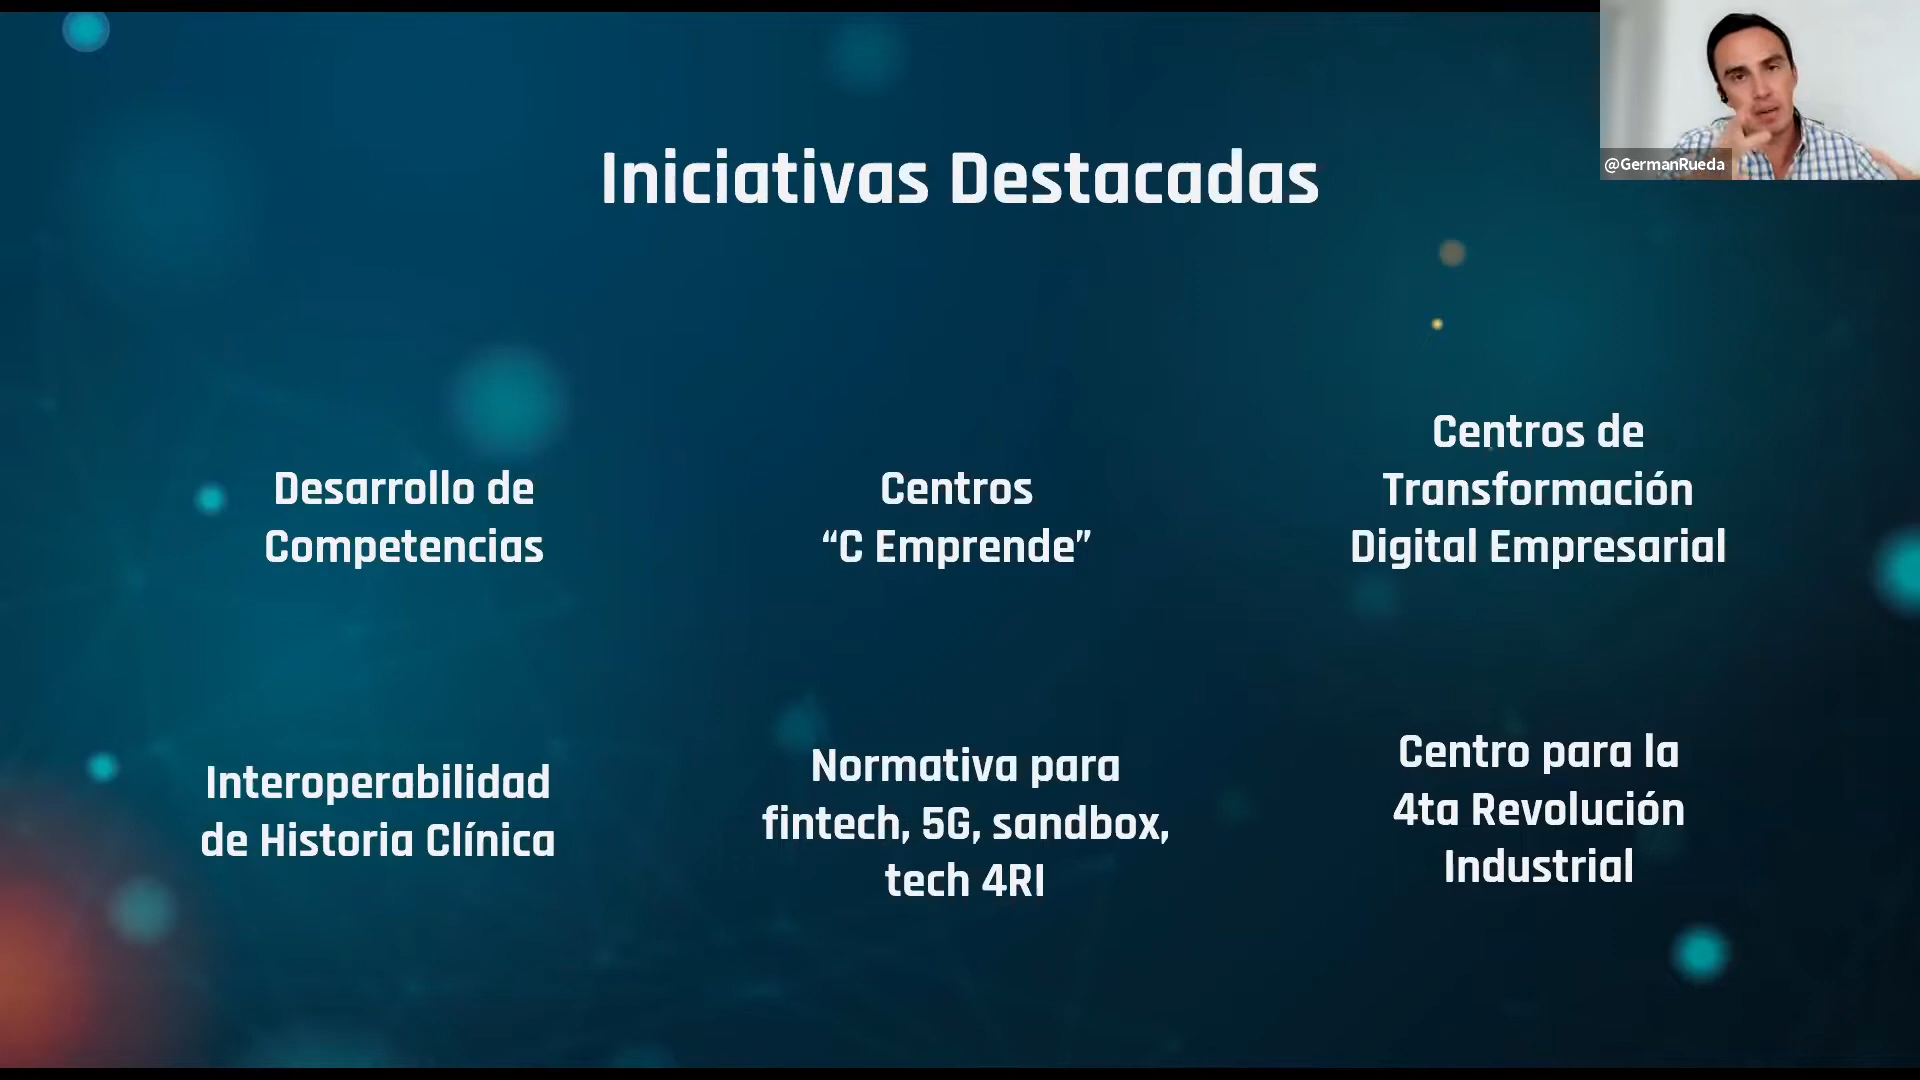 @GermanRueda
Iniciativas Destacadas
Desarrollo de
Competencias
Centros
“C Emprende”
Centros de
Transformación
Digital Empresarial
Interoperabilidad
de Historia Clínica
Normativa para
fintech, 5G, sandbox,
tech 4RI
Centro para la
4ta Revolución
Industrial